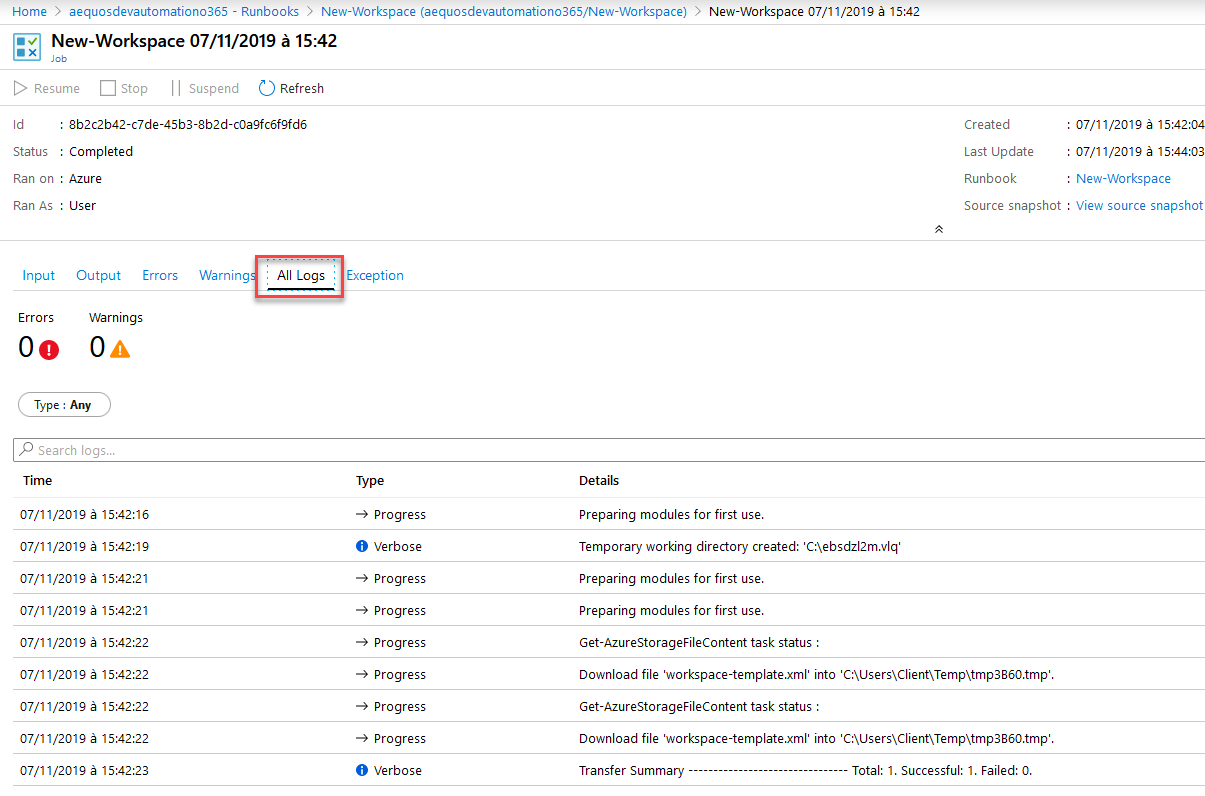 Home > aequosdevautomationo365 - Runbooks > New-Workspace (aequosdevautomationo365/New-Workspace) > New-Workspace 07/11/2019 à 15:42
New-Workspace 07/11/2019 à 15:42
Job
Resume Stop Suspend Refresh
Id : 8b2c2b42-c7de-45b3-8b2d-c0a9fc6f9fd6 Created : 07/11/2019 à 15:42:04
Status : Completed Last Update : 07/11/2019 à 15:44:03
Ran on : Azure Runbook : New-Workspace
Ran As : User Source snapshot : View source snapshot
Input Output Errors Warnings All Logs Exception
Errors Warnings
0 0
Type : Any
Search logs...
Time Type Details
07/11/2019 à 15:42:16 Progress Preparing modules for first use.
07/11/2019 à 15:42:19 Verbose Temporary working directory created: 'C:\ebsdzl2m.vlq'
07/11/2019 à 15:42:21 Progress Preparing modules for first use.
07/11/2019 à 15:42:21 Progress Preparing modules for first use.
07/11/2019 à 15:42:22 Progress Get-AzureStorageFileContent task status :
07/11/2019 à 15:42:22 Progress Download file 'workspace-template.xml' into 'C:\Users\Client\Temp\tmp3B60.tmp'.
07/11/2019 à 15:42:22 Progress Get-AzureStorageFileContent task status :
07/11/2019 à 15:42:22 Progress Download file 'workspace-template.xml' into 'C:\Users\Client\Temp\tmp3B60.tmp'.
07/11/2019 à 15:42:23 Verbose Transfer Summary -------------------------------- Total: 1. Successful: 1. Failed: 0.